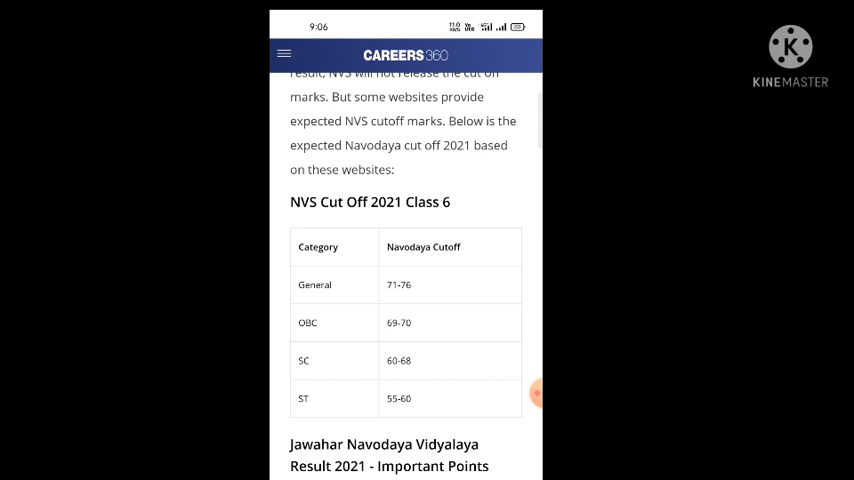 9:06
CAREERS360
result, NVS will not release the cut off
marks. But some websites provide
expected NVS cutoff marks. Below is the
expected Navodaya cut off 2021 based
on these websites:
NVS Cut Off 2021 Class 6
Category Navodaya Cutoff
General 71-76
OBC 69-70
SC 60-68
ST 55-60
Jawahar Navodaya Vidyalaya
Result 2021 - Important Points
K
KINEMASTER